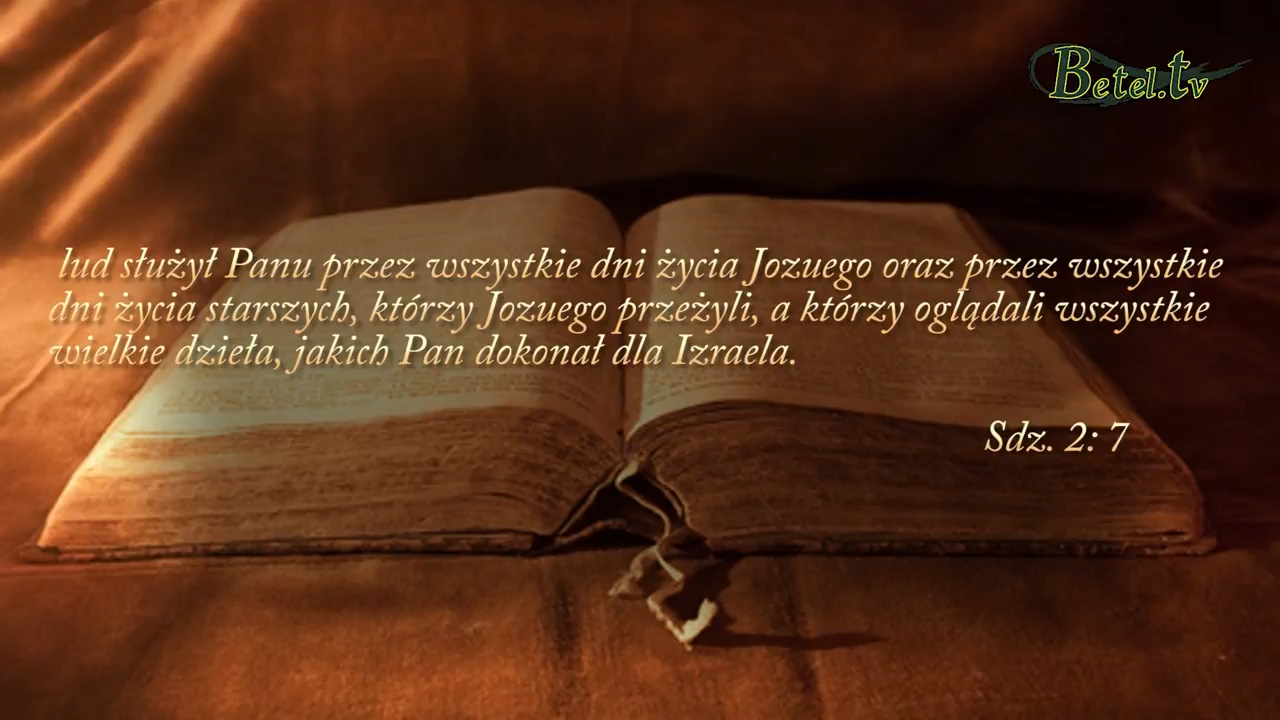 Betel.tv
lud służył Panu przez wszystkie dni życia Jozuego oraz przez wszystkie
dni życia starszych, którzy Jozuego przeżyli, a którzy oglądali wszystkie
wielkie dzieła, jakich Pan dokonał dla Izraela.
Sdz. 2: 7